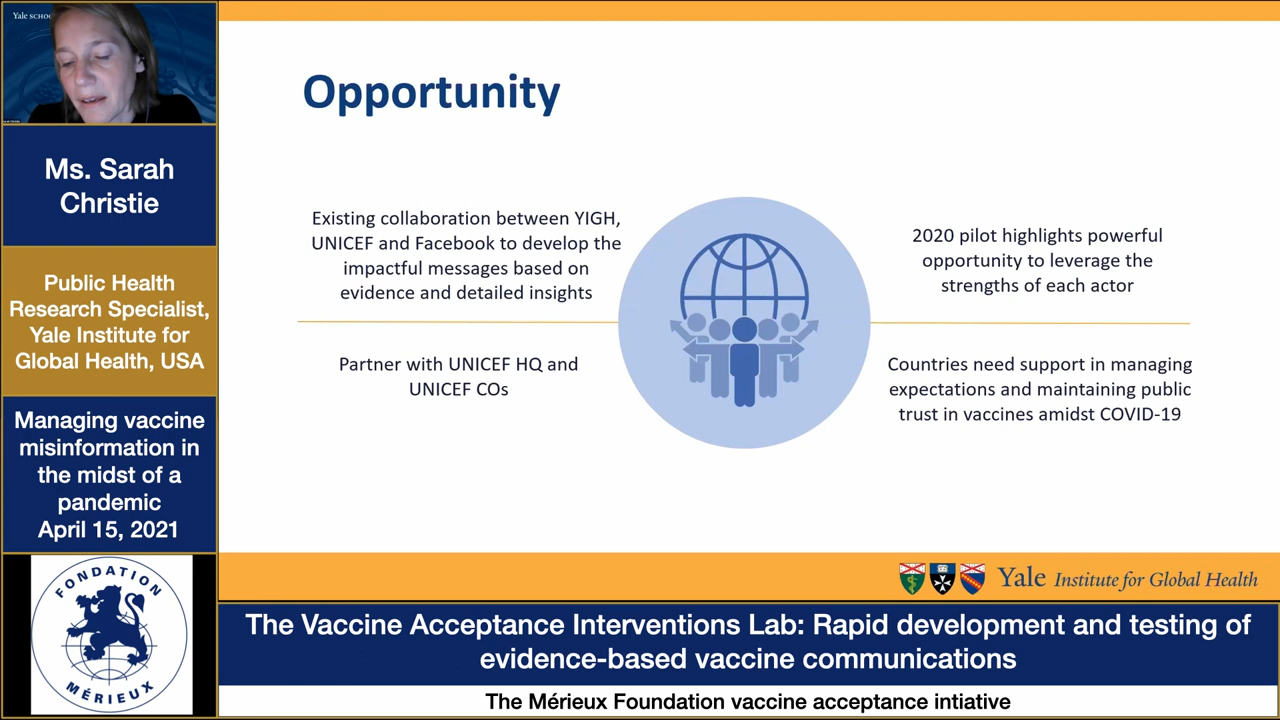 Yale
Ms. Sarah
Christie
Public Health
Research Specialist,
Yale Institute for
Global Health, USA
Managing vaccine
misinformation in
the midst of a
pandemic
April 15, 2021
FONDATION
MÉRIEUX
Opportunity
Existing collaboration between YIGH,
UNICEF and Facebook to develop the
impactful messages based on
evidence and detailed insights
Partner with UNICEF HQ and
UNICEF COs
2020 pilot highlights powerful
opportunity to leverage the
strengths of each actor
Countries need support in managing
expectations and maintaining public
trust in vaccines amidst COVID-19
Yale Institute for Global Health
The Vaccine Acceptance Interventions Lab: Rapid development and testing of
evidence-based vaccine communications
The Mérieux Foundation vaccine acceptance intiative